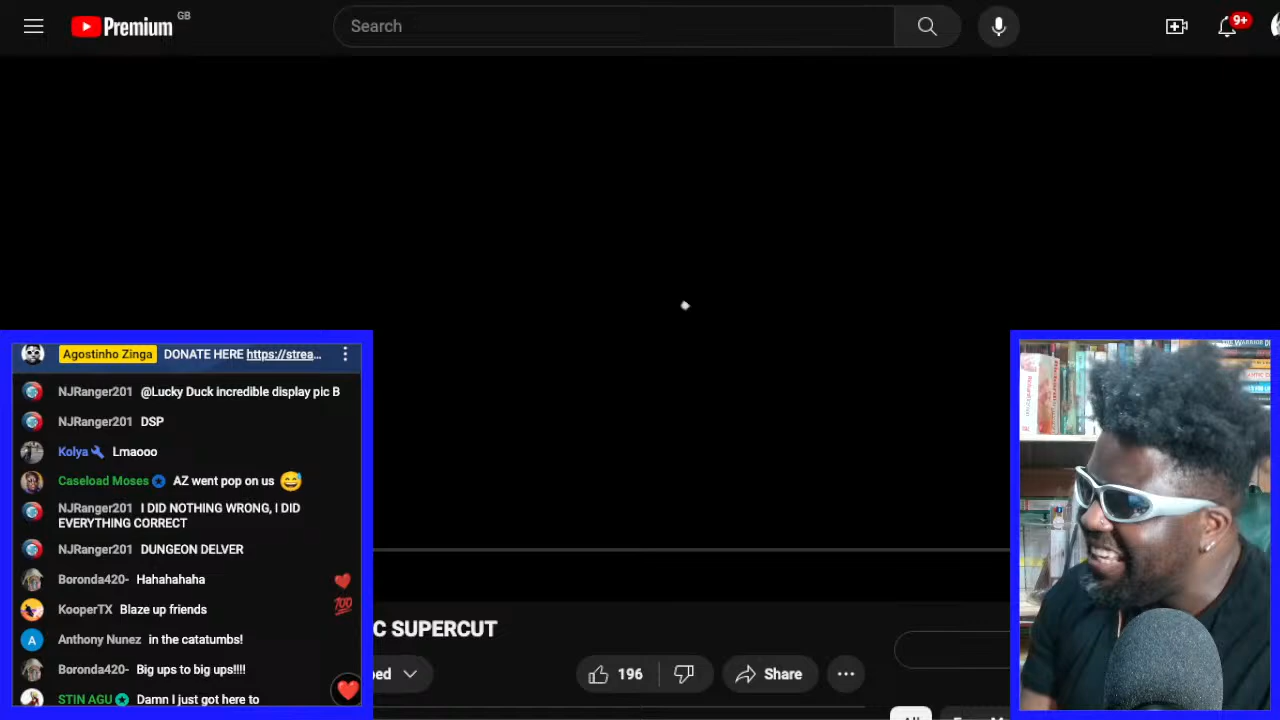 Premium GB
Search
9+
Agostinho Zinga DONATE HERE https://strea...
NJRanger201 @Lucky Duck incredible display pic B
NJRanger201 DSP
Kolya Lmaooo
Caseload Moses AZ went pop on us 😅
NJRanger201 I DID NOTHING WRONG, I DID
EVERYTHING CORRECT
NJRanger201 DUNGEON DELVER
Boronda420- Hahahahaha
KooperTX Blaze up friends
A Anthony Nunez in the catatumbs!
Boronda420- Big ups to big ups!!!!
STIN AGU Damn I just got here to
C SUPERCUT
bed
196
Share
All